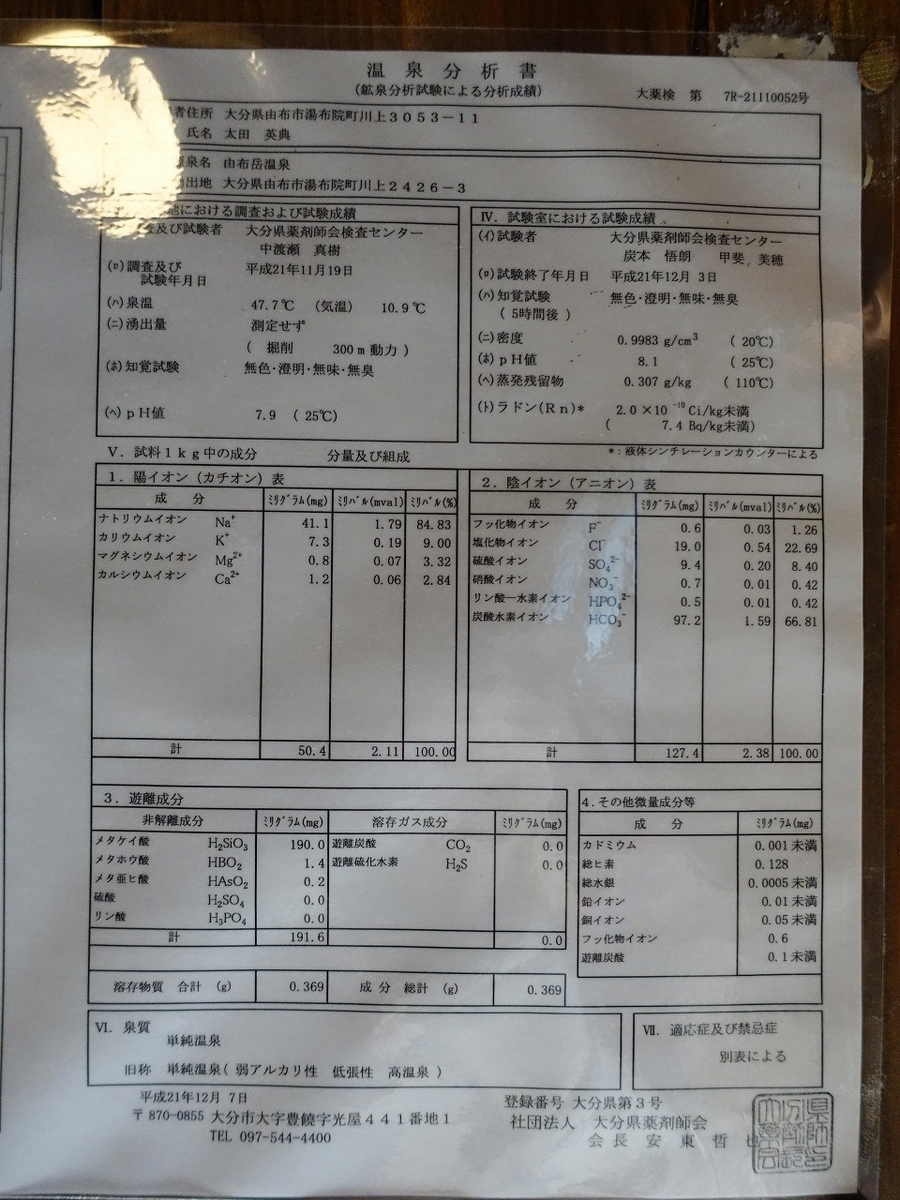 温泉分析書
(鉱泉分析試験による分析成績)
大薬検 第 7R-21110052号
者住所 大分県由布市湯布院町川上3053-11
氏名 太田 英典
泉名 由布岳温泉
出地 大分県由布市湯布院町川上2426-3
地における調査および試験成績
査及び試験者 大分県薬剤師会検査センター
中渡瀬 真樹
(ロ)調査及び
試験年月日 平成21年11月19日
(ハ)泉温 47.7℃ (気温) 10.9℃
(ニ)湧出量 測定せず
( 掘削 300m動力 )
(ホ)知覚試験 無色・澄明・無味・無臭
(ヘ)pH値 7.9 (25℃)
Ⅳ. 試験室における試験成績
(イ)試験者 大分県薬剤師会検査センター
炭本 悟朗 甲斐 美穂
(ロ)試験終了年月日 平成21年12月 3日
(ハ)知覚試験 無色・澄明・無味・無臭
( 5時間後 )
(ニ)密度 0.9983 g/cm³ (20℃)
(ホ)pH値 8.1 (25℃)
(ヘ)蒸発残留物 0.307 g/kg (110℃)
(ト)ラドン(Rn)* 2.0×10⁻¹⁰Ci/kg未満
( 7.4 Bq/kg未満)
*:液体シンチレーションカウンターによる
Ⅴ. 試料1kg中の成分 分量及び組成
1. 陽イオン(カチオン)表
成 分 ミリグラム(mg) ミリバル(mval) ミリバル(%)
ナトリウムイオン Na⁺ 41.1 1.79 84.83
カリウムイオン K⁺ 7.3 0.19 9.00
マグネシウムイオン Mg²⁺ 0.8 0.07 3.32
カルシウムイオン Ca²⁺ 1.2 0.06 2.84
計 50.4 2.11 100.00
2. 陰イオン(アニオン)表
成 分 ミリグラム(mg) ミリバル(mval) ミリバル(%)
フッ化物イオン F⁻ 0.6 0.03 1.26
塩化物イオン Cl⁻ 19.0 0.54 22.69
硫酸イオン SO₄²⁻ 9.4 0.20 8.40
硝酸イオン NO₃⁻ 0.7 0.01 0.42
リン酸一水素イオン HPO₄²⁻ 0.5 0.01 0.42
炭酸水素イオン HCO₃⁻ 97.2 1.59 66.81
計 127.4 2.38 100.00
3. 遊離成分
非解離成分 ミリグラム(mg) 溶存ガス成分 ミリグラム(mg)
メタケイ酸 H₂SiO₃ 190.0 遊離炭酸 CO₂ 0.0
メタホウ酸 HBO₂ 1.4 遊離硫化水素 H₂S 0.0
メタ亜ヒ酸 HAsO₂ 0.2
硫酸 H₂SO₄ 0.0
リン酸 H₃PO₄ 0.0
計 191.6 0.0
4. その他微量成分等
成 分 ミリグラム(mg)
カドミウム 0.001未満
総ヒ素 0.128
総水銀 0.0005未満
鉛イオン 0.01未満
銅イオン 0.05未満
フッ化物イオン 0.6
遊離炭酸 0.1未満
溶存物質 合計 (g) 0.369 成分 総計 (g) 0.369
Ⅵ. 泉質
単純温泉
旧称 単純温泉( 弱アルカリ性 低張性 高温泉 )
Ⅶ. 適応症及び禁忌症
別表による
平成21年12月 7日
〒870-0855 大分市大字豊饒字光屋441番地1
TEL 097-544-4400
登録番号 大分県第3号
社団法人 大分県薬剤師会
会長 安東哲也